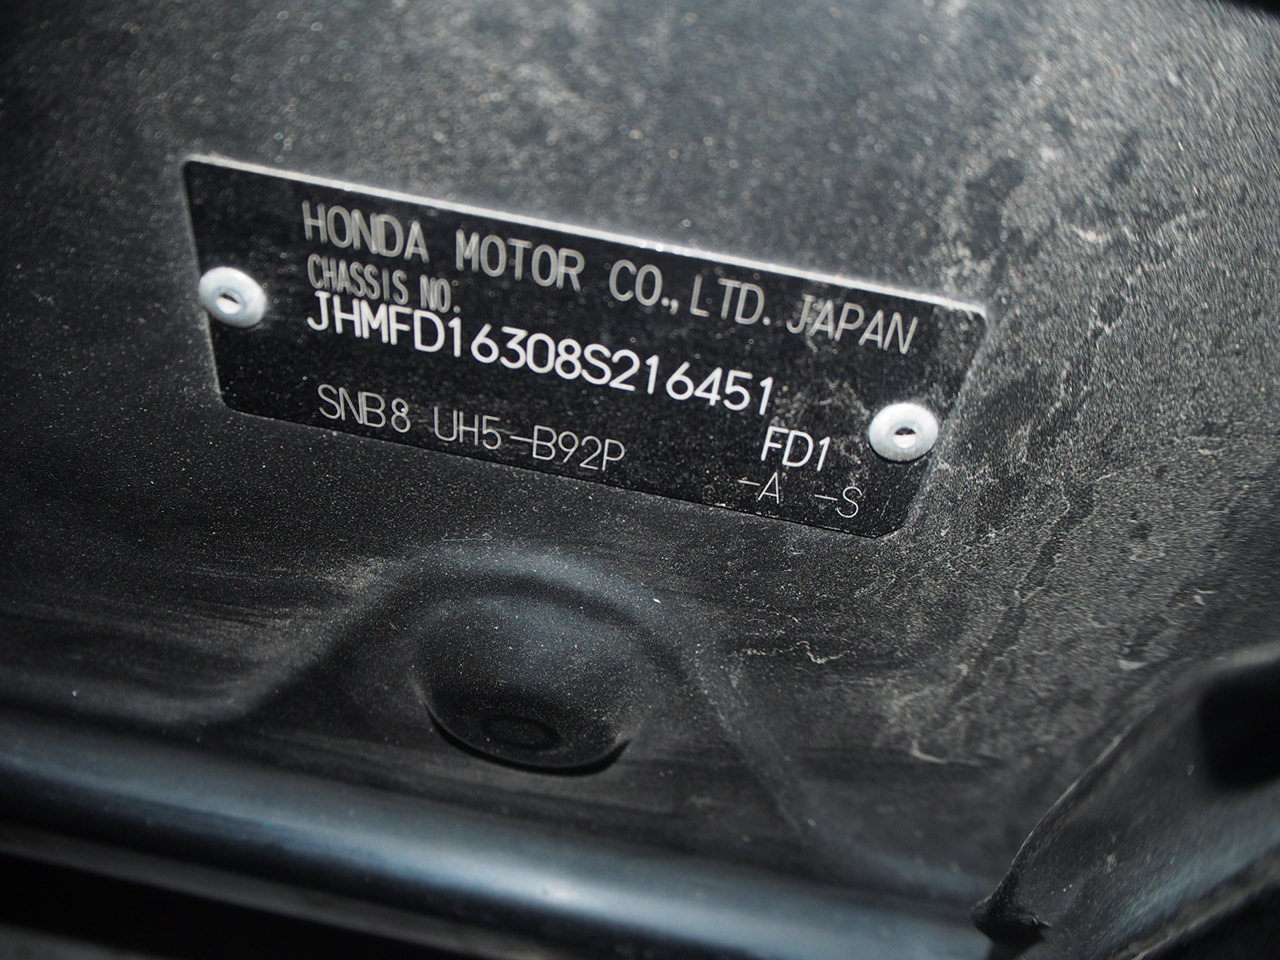 HONDA MOTOR CO., LTD. JAPAN
CHASSIS NO.
JHMFD16308S216451
SNB8 UH5-B92P FD1
-A -S